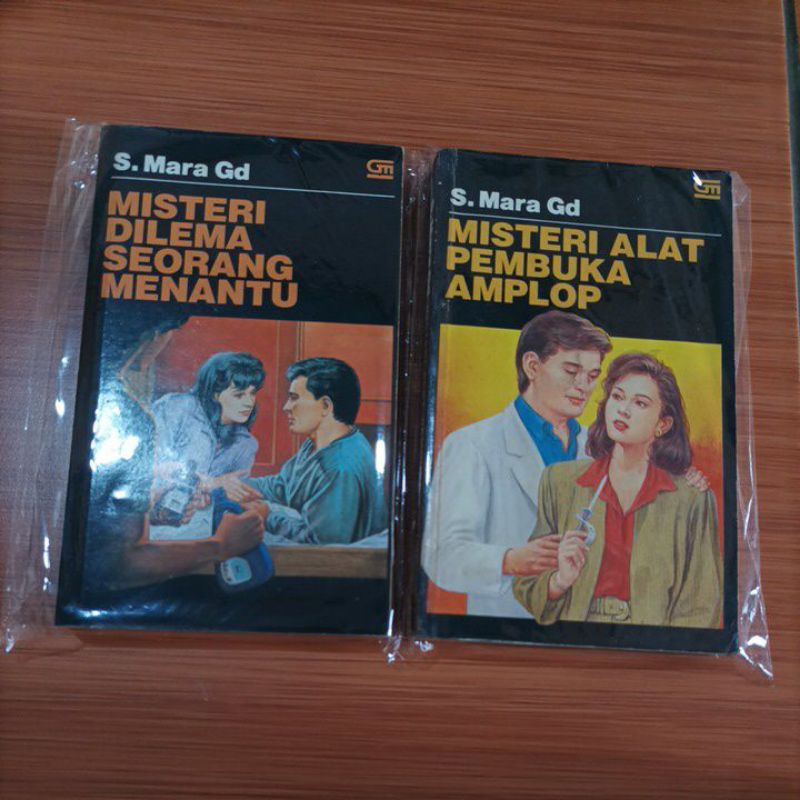 S. Mara Gd
MISTERI
DILEMA
SEORANG
MENANTU
S. Mara Gd
MISTERI ALAT
PEMBUKA
AMPLOP